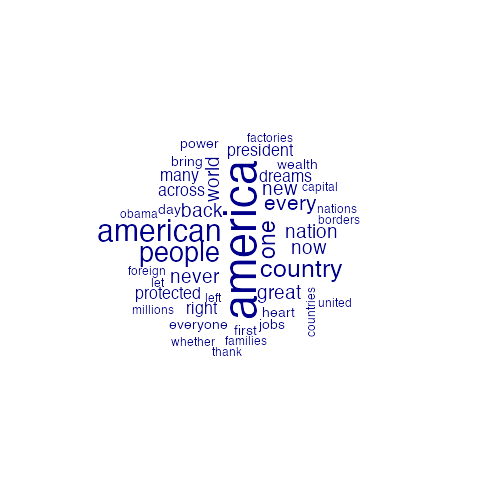 factories
power
president
bring
wealth
world
many
dreams
across
new
capital
america
every
obama
day
back
nations
borders
american
one
nation
people
now
foreign
never
country
let
protected
left
great
millions
right
heart
countries
united
everyone
first
jobs
whether
families
thank